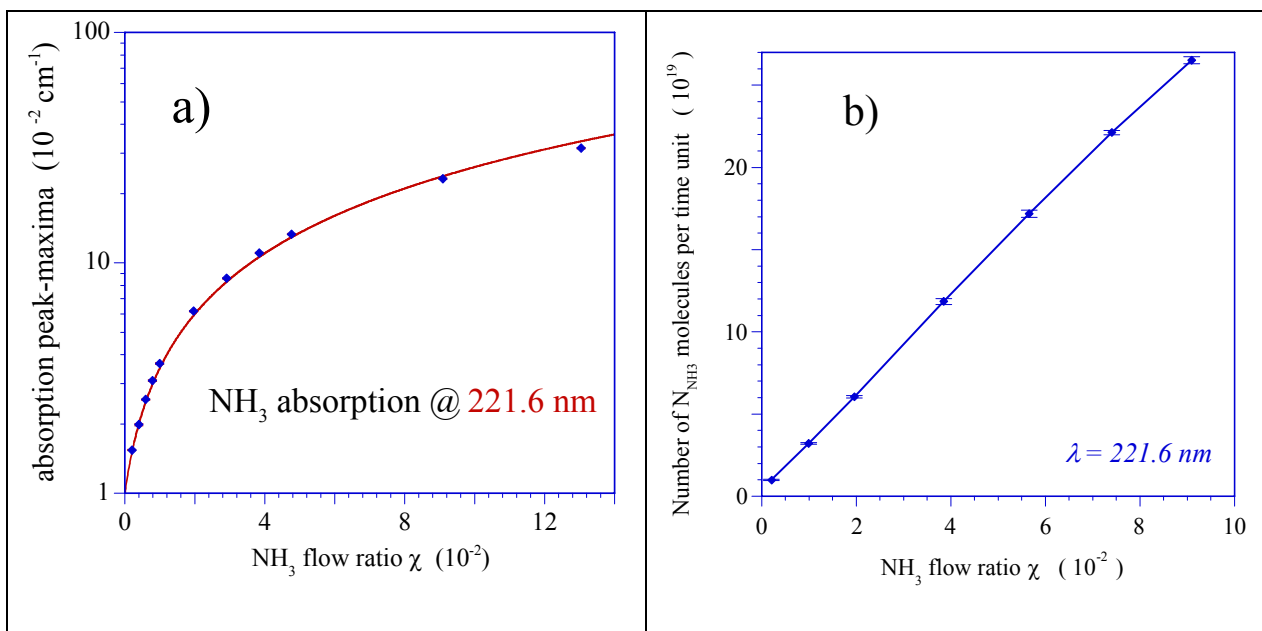 a)
absorption peak-maxima (10⁻² cm⁻¹)
100
10
1
NH₃ absorption @ 221.6 nm
0 4 8 12
NH₃ flow ratio χ (10⁻²)
b)
Number of N_NH3 molecules per time unit ( 10¹⁹)
20
10
0
λ = 221.6 nm
0 2 4 6 8 10
NH₃ flow ratio χ ( 10⁻²)